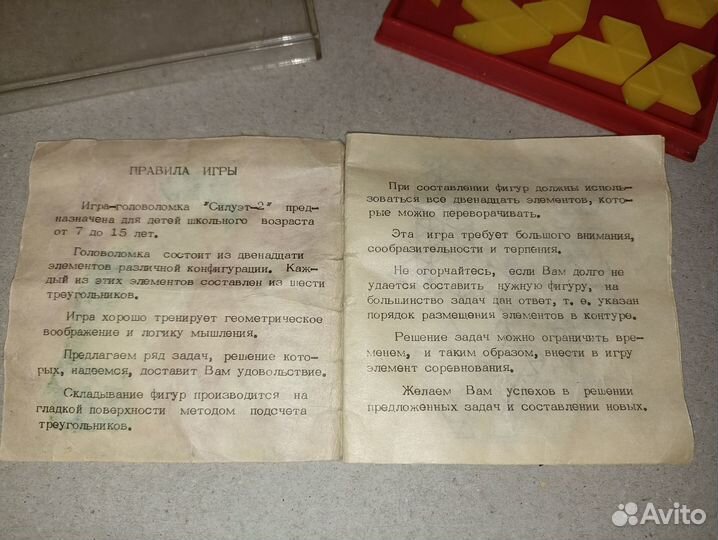 ПРАВИЛА ИГРЫ
Игра-головоломка "Силуэт-2" пред-
назначена для детей школьного возраста
от 7 до 15 лет.
Головоломка состоит из двенадцати
элементов различной конфигурации. Каж-
дый из этих элементов составлен из шести
треугольников.
Игра хорошо тренирует геометрическое
воображение и логику мышления.
Предлагаем ряд задач, решение кото-
рых, надеемся, доставит Вам удовольствие.
Складывание фигур производится на
гладкой поверхности методом подсчета
треугольников.
При составлении фигур должны исполь-
зоваться все двенадцать элементов, кото-
рые можно переворачивать.
Эта игра требует большого внимания,
сообразительности и терпения.
Не огорчайтесь, если Вам долго не
удается составить нужную фигуру, на
большинство задач дан ответ, т. е. указан
порядок размещения элементов в контуре.
Решение задач можно ограничить вре-
менем, и таким образом, внести в игру
элемент соревнования.
Желаем Вам успехов в решении
предложенных задач и составлении новых.
Avito